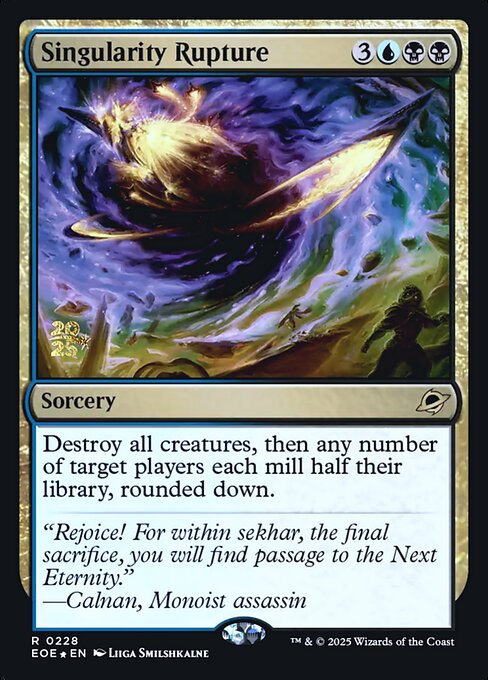 Singularity Rupture 3
2025
Sorcery
Destroy all creatures, then any number
of target players each mill half their
library, rounded down.
“Rejoice! For within sekhar, the final
sacrifice, you will find passage to the Next
Eternity.”
—Calnan, Monoist assassin
R 0228
EOE ★ EN LIIGA SMILSHKALNE
™ & © 2025 Wizards of the Coast